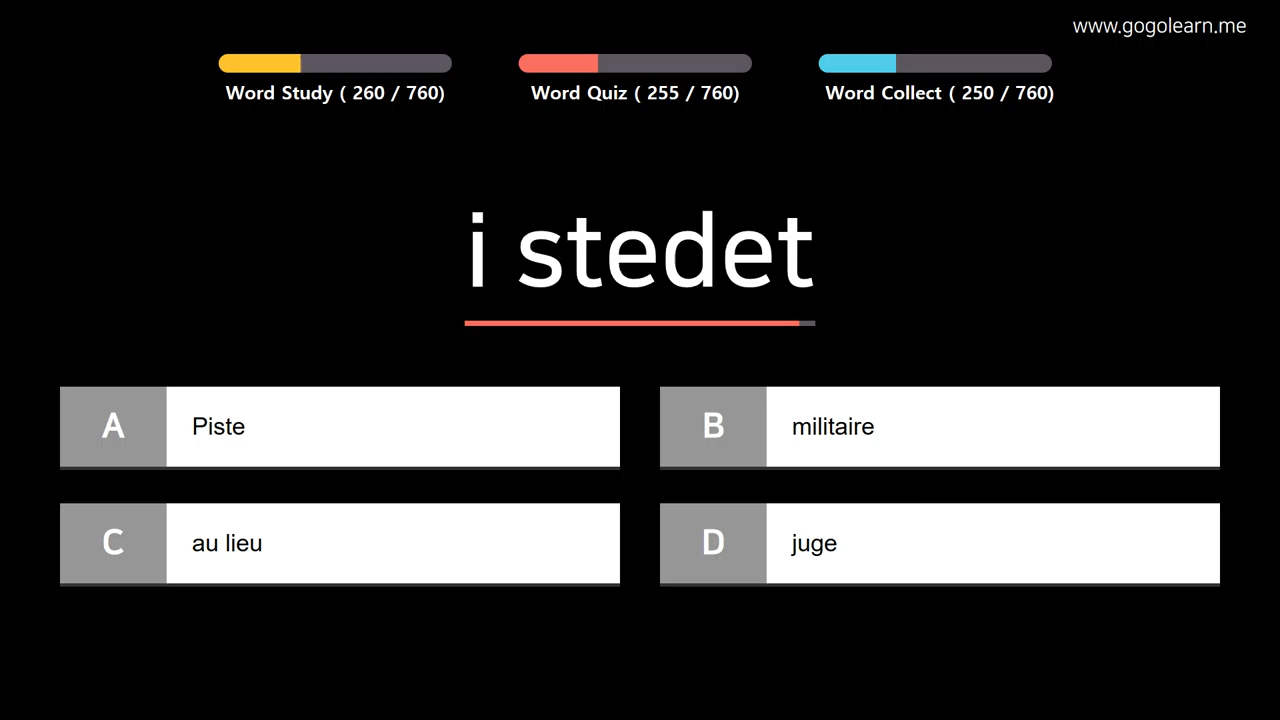 www.gogolearn.me
Word Study ( 260 / 760)
Word Quiz ( 255 / 760)
Word Collect ( 250 / 760)
i stedet
A Piste
B militaire
C au lieu
D juge